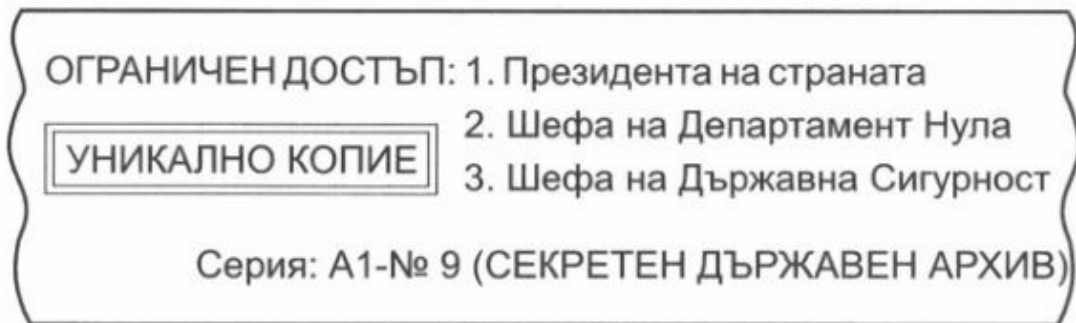 ОГРАНИЧЕН ДОСТЪП: 1. Президента на страната
2. Шефа на Департамент Нула
УНИКАЛНО КОПИЕ
3. Шефа на Държавна Сигурност
Серия: А1-№ 9 (СЕКРЕТЕН ДЪРЖАВЕН АРХИВ)